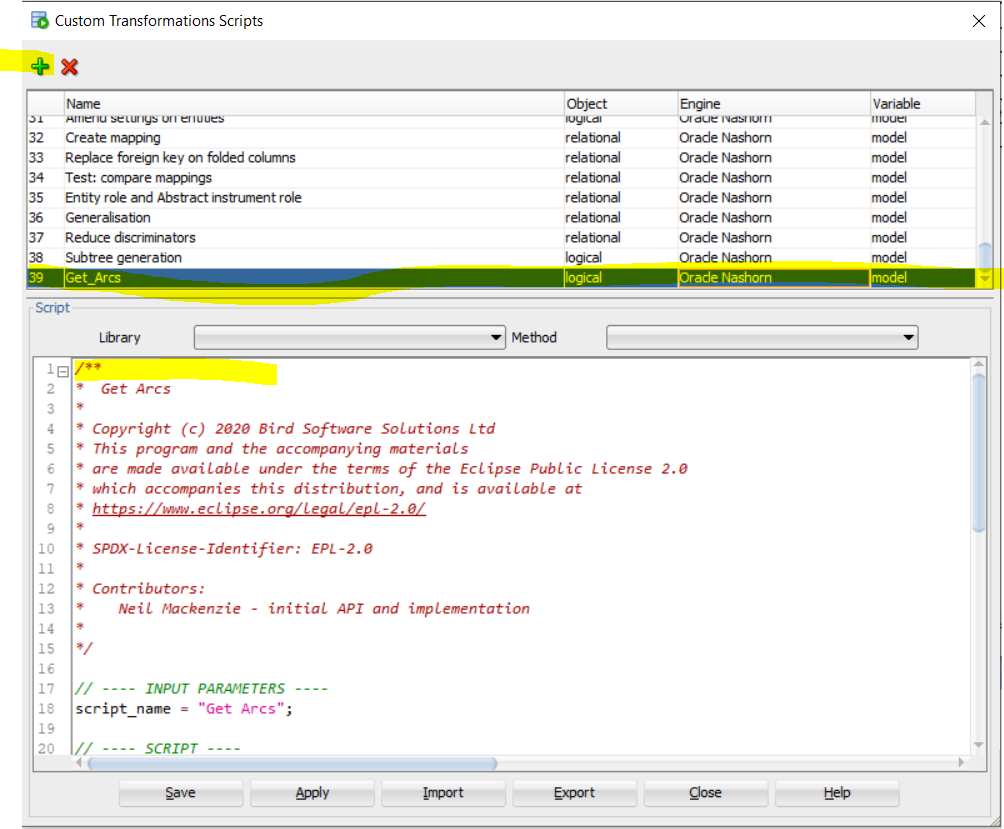 Custom Transformations Scripts
Name Object Engine Variable
31 Amend settings on entities logical Oracle Nashorn model
32 Create mapping relational Oracle Nashorn model
33 Replace foreign key on folded columns relational Oracle Nashorn model
34 Test: compare mappings relational Oracle Nashorn model
35 Entity role and Abstract instrument role relational Oracle Nashorn model
36 Generalisation relational Oracle Nashorn model
37 Reduce discriminators relational Oracle Nashorn model
38 Subtree generation logical Oracle Nashorn model
39 Get_Arcs logical Oracle Nashorn model
Script
Library Method
1 /**
2 * Get Arcs
3 *
4 * Copyright (c) 2020 Bird Software Solutions Ltd
5 * This program and the accompanying materials
6 * are made available under the terms of the Eclipse Public License 2.0
7 * which accompanies this distribution, and is available at
8 * https://www.eclipse.org/legal/epl-2.0/
9 *
10 * SPDX-License-Identifier: EPL-2.0
11 *
12 * Contributors:
13 * Neil Mackenzie - initial API and implementation
14 *
15 */
16
17 // ---- INPUT PARAMETERS ----
18 script_name = "Get Arcs";
19
20 // ---- SCRIPT ----
Save Apply Import Export Close Help